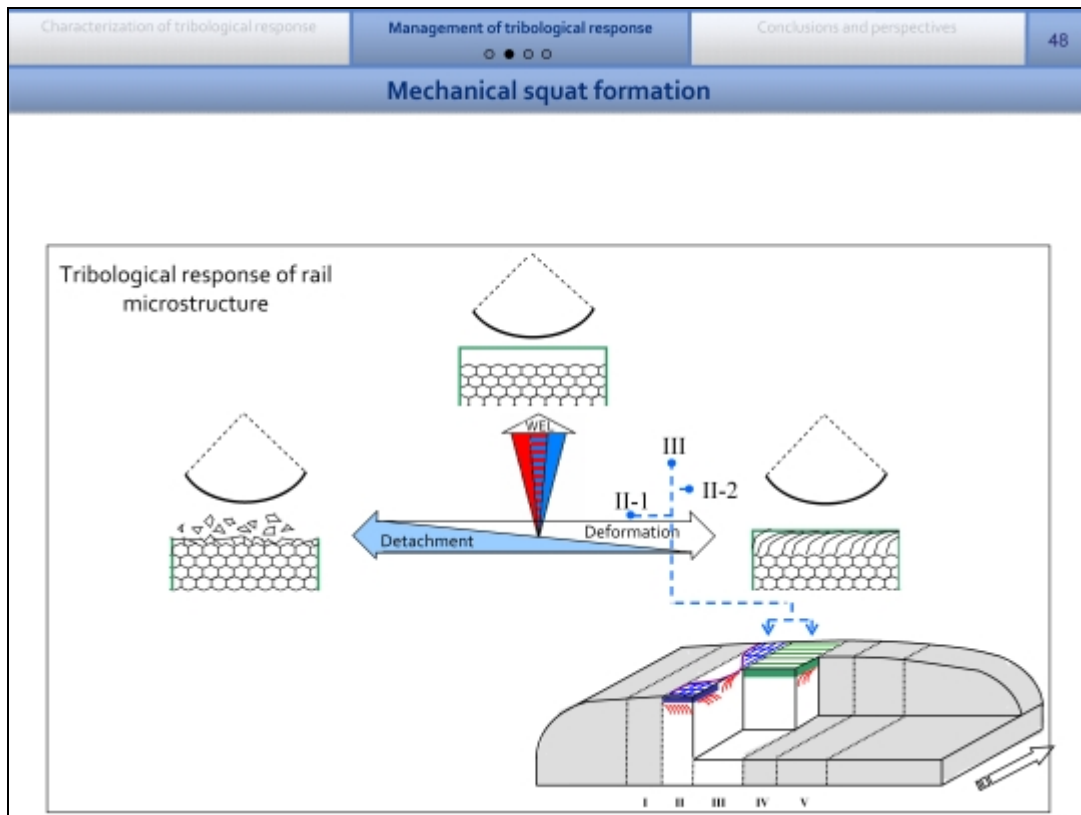 Characterization of tribological response
Management of tribological response
Conclusions and perspectives
48
Mechanical squat formation
Tribological response of rail
microstructure
WEL
III
II-2
II-1
Deformation
Detachment
I II III IV V